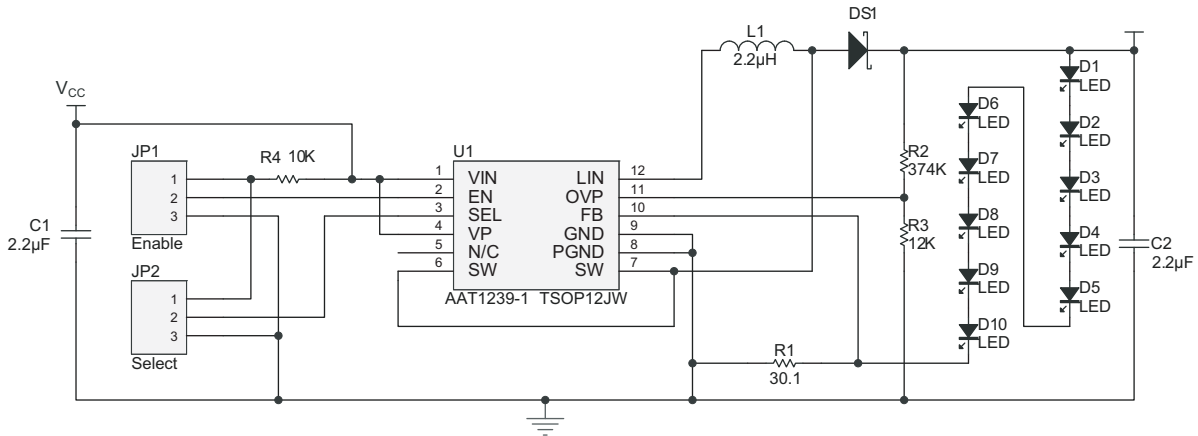 DS1
L1
2.2µH
VCC
JP1
1
2
3
Enable
R4 10K
U1
1
2
3
4
5
6
VIN
EN
SEL
VP
N/C
SW
LIN
OVP
FB
GND
PGND
SW
12
11
10
9
8
7
AAT1239-1 TSOP12JW
C1
2.2µF
JP2
1
2
3
Select
R2
374K
R3
12K
R1
30.1
D6
LED
D7
LED
D8
LED
D9
LED
D10
LED
D1
LED
D2
LED
D3
LED
D4
LED
D5
LED
C2
2.2µF